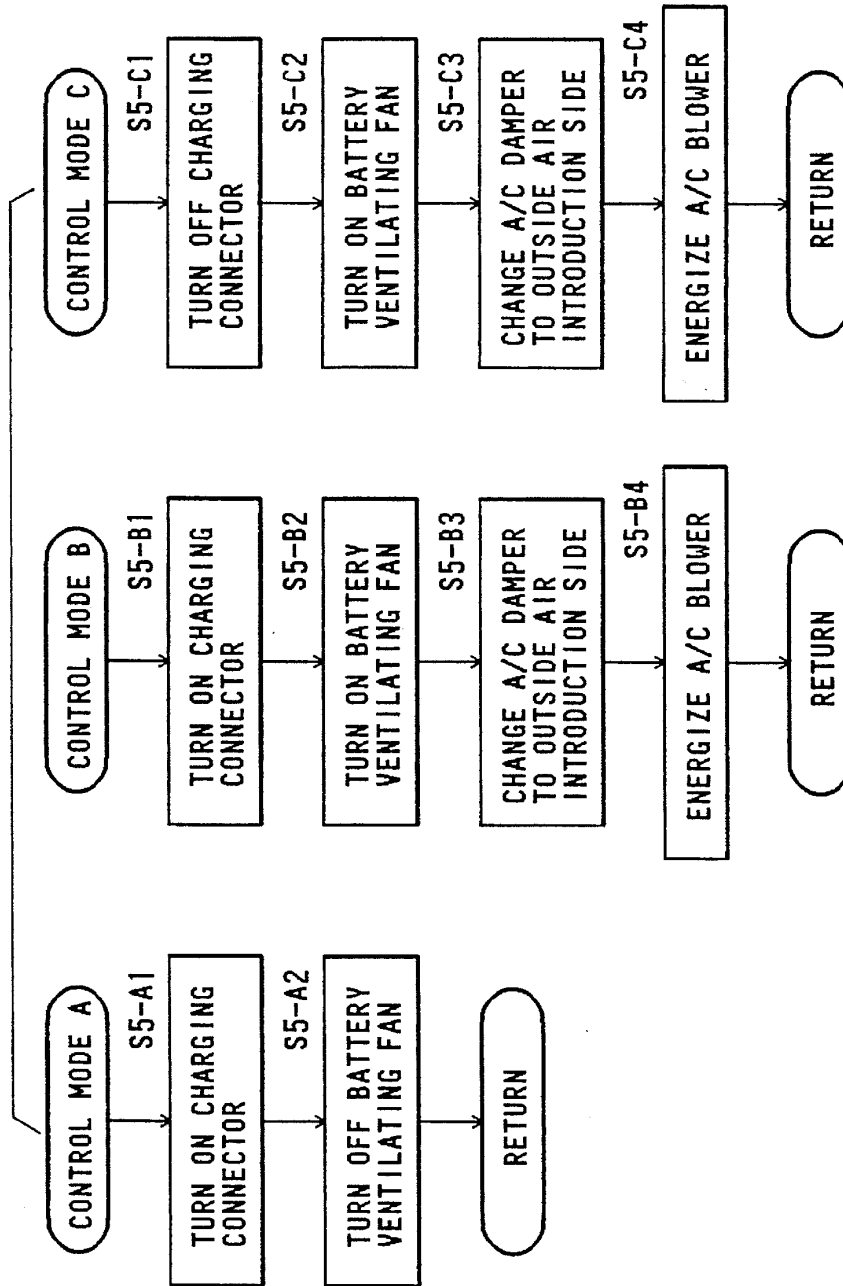 CONTROL MODE A
S5-A1
TURN ON CHARGING
CONNECTOR
S5-A2
TURN OFF BATTERY
VENTILATING FAN
RETURN
CONTROL MODE B
S5-B1
TURN ON CHARGING
CONNECTOR
S5-B2
TURN ON BATTERY
VENTILATING FAN
S5-B3
CHANGE A/C DAMPER
TO OUTSIDE AIR
INTRODUCTION SIDE
S5-B4
ENERGIZE A/C BLOWER
RETURN
CONTROL MODE C
S5-C1
TURN OFF CHARGING
CONNECTOR
S5-C2
TURN ON BATTERY
VENTILATING FAN
S5-C3
CHANGE A/C DAMPER
TO OUTSIDE AIR
INTRODUCTION SIDE
S5-C4
ENERGIZE A/C BLOWER
RETURN